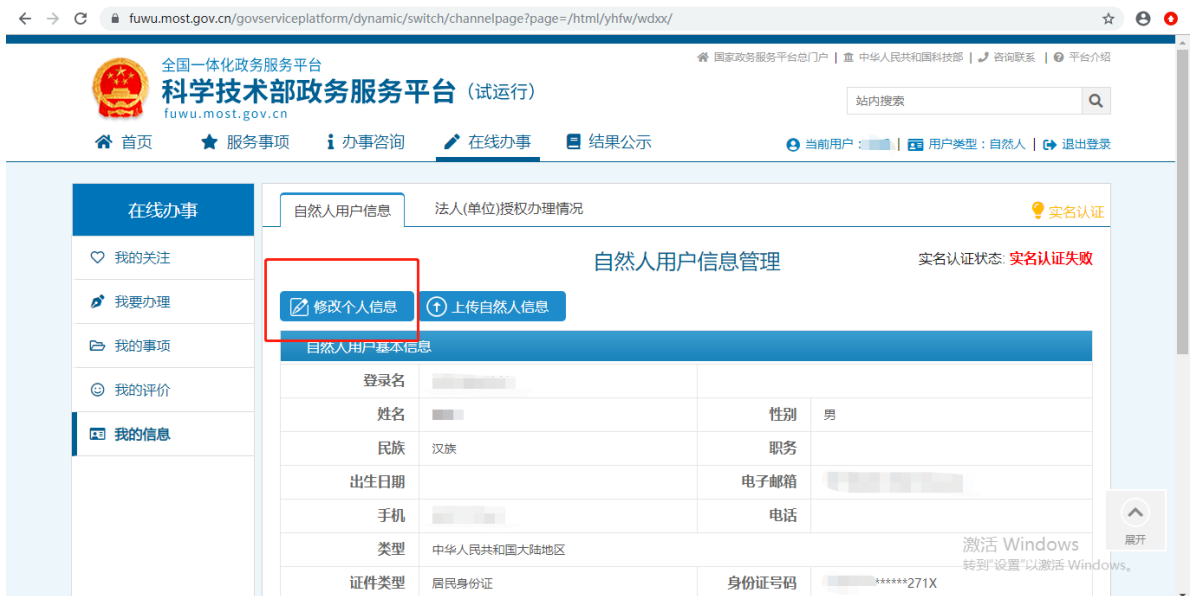 fuwu.most.gov.cn/govserviceplatform/dynamic/switch/channelpage?page=/html/yhfw/wdxx/
国家政务服务平台总门户 | 中华人民共和国科技部 | 咨询联系 | 平台介绍
全国一体化政务服务平台
科学技术部政务服务平台（试运行）
fuwu.most.gov.cn
站内搜索
首页 服务事项 办事咨询 在线办事 结果公示
当前用户： | 用户类型：自然人 | 退出登录
在线办事
我的关注
我要办理
我的事项
我的评价
我的信息
自然人用户信息 法人(单位)授权办理情况
实名认证
自然人用户信息管理
实名认证状态: 实名认证失败
修改个人信息 上传自然人信息
自然人用户基本信息
登录名
姓名 性别 男
民族 汉族 职务
出生日期 电子邮箱
手机 电话
类型 中华人民共和国大陆地区
证件类型 居民身份证 身份证号码 ******271X
展开
激活 Windows
转到"设置"以激活 Windows。